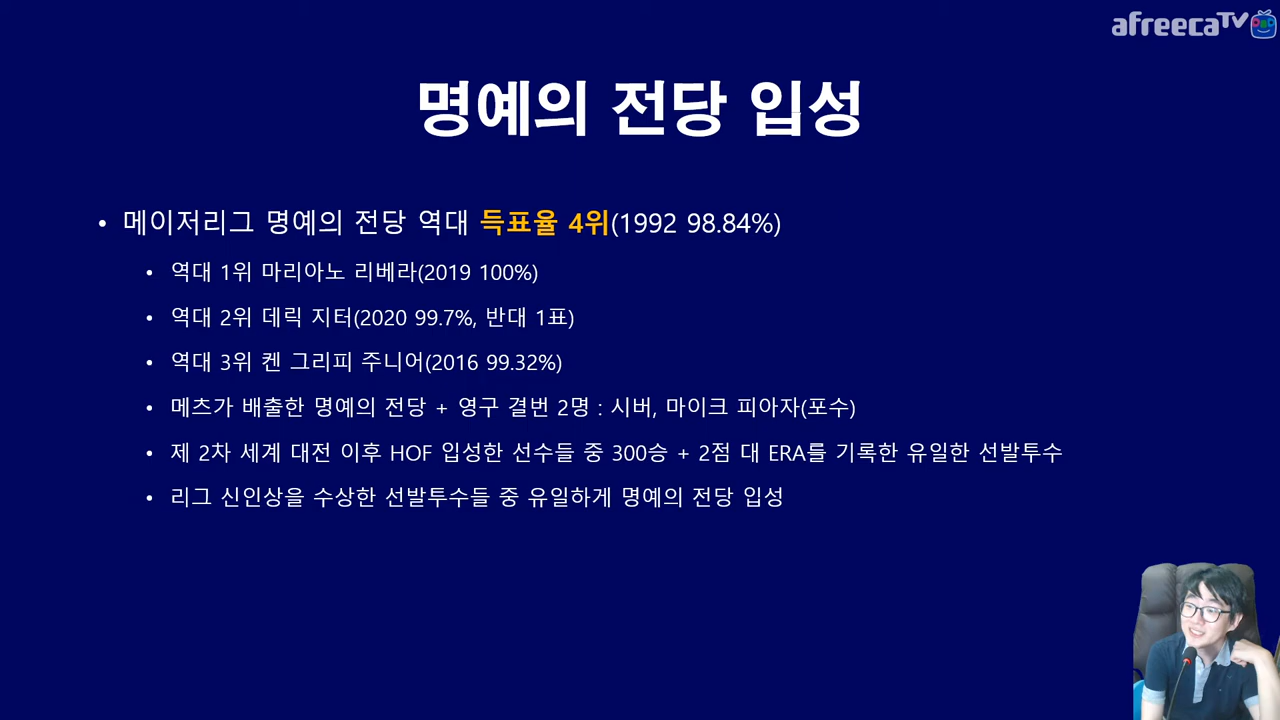 afreecaTV
명예의 전당 입성
• 메이저리그 명예의 전당 역대 득표율 4위(1992 98.84%)
• 역대 1위 마리아노 리베라(2019 100%)
• 역대 2위 데릭 지터(2020 99.7%, 반대 1표)
• 역대 3위 켄 그리피 주니어(2016 99.32%)
• 메츠가 배출한 명예의 전당 + 영구 결번 2명 : 시버, 마이크 피아자(포수)
• 제 2차 세계 대전 이후 HOF 입성한 선수들 중 300승 + 2점 대 ERA를 기록한 유일한 선발투수
• 리그 신인상을 수상한 선발투수들 중 유일하게 명예의 전당 입성